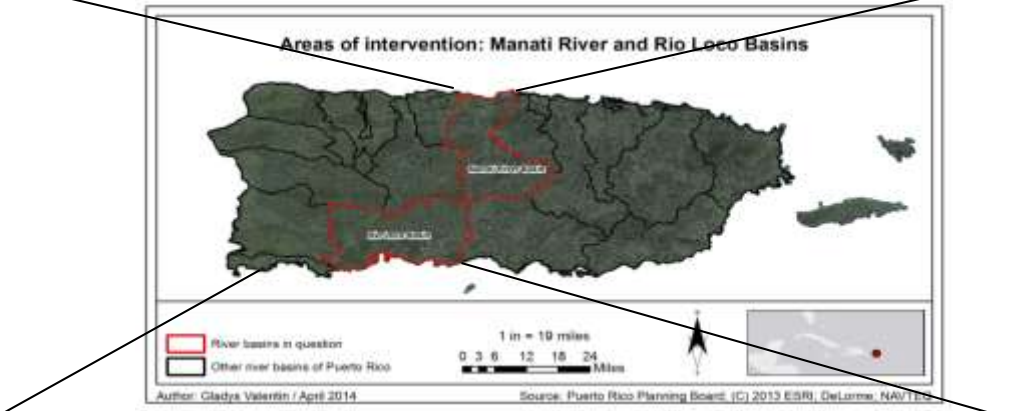 Areas of intervention: Manati River and Rio Loco Basins
River basins in question
Other river basins of Puerto Rico
1 in = 19 miles
0 3 6 12 18 24
Miles
Author: Gladys Valentin / April 2014
Source: Puerto Rico Planning Board, (C) 2013 ESRI, DeLorme, NAVTEQ